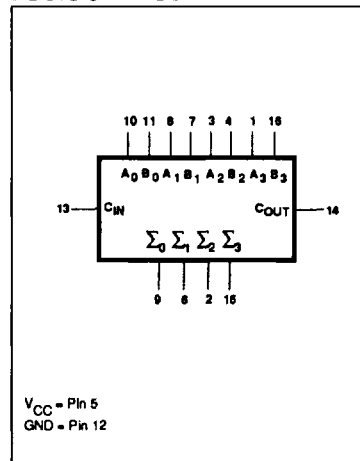 10 11 8 7 3 4 1 16
A0 B0 A1 B1 A2 B2 A3 B3
13 CIN COUT 14
Σ0 Σ1 Σ2 Σ3
9 6 2 15
VCC = Pin 5
GND = Pin 12